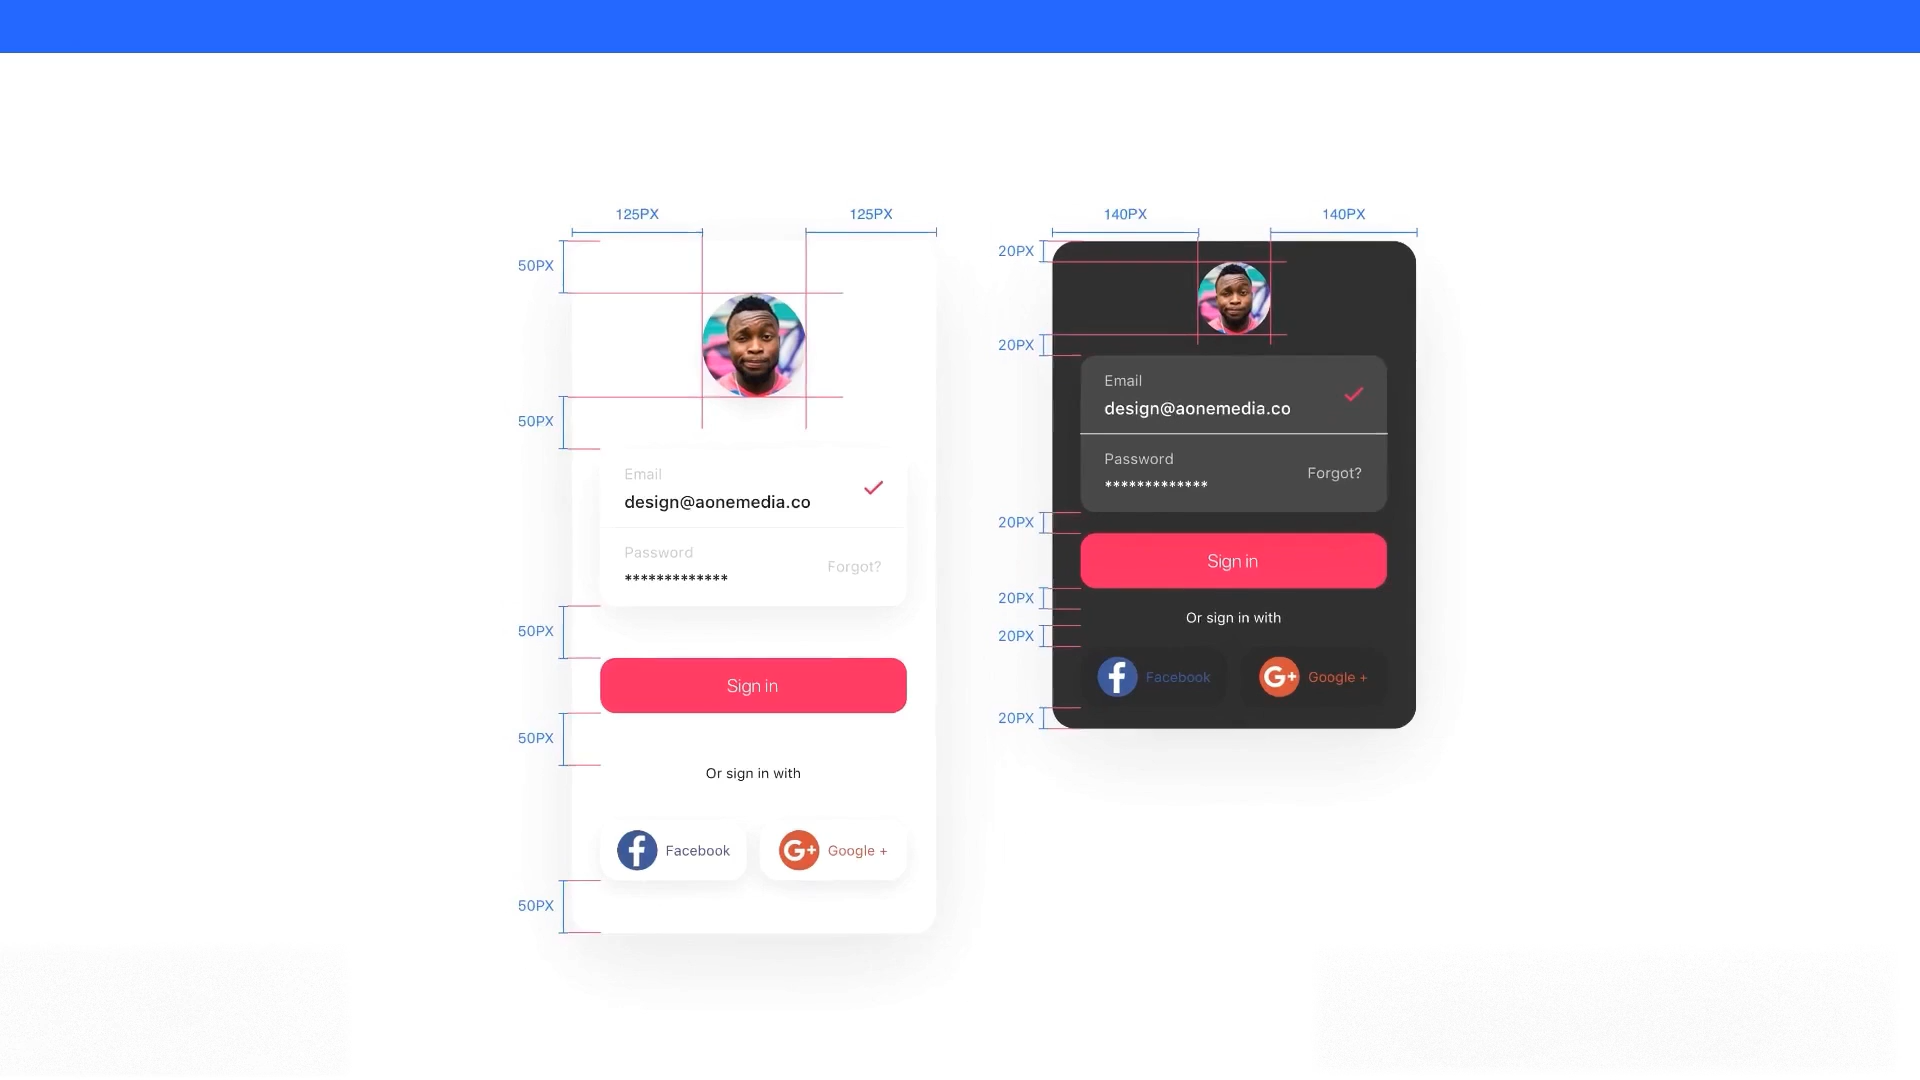 125PX
125PX
50PX
50PX
Email
design@aonemedia.co
Password
*************
Forgot?
50PX
Sign in
50PX
Or sign in with
Facebook
Google +
50PX
140PX
140PX
20PX
20PX
Email
design@aonemedia.co
Password
*************
Forgot?
20PX
Sign in
20PX
Or sign in with
20PX
Facebook
Google +
20PX